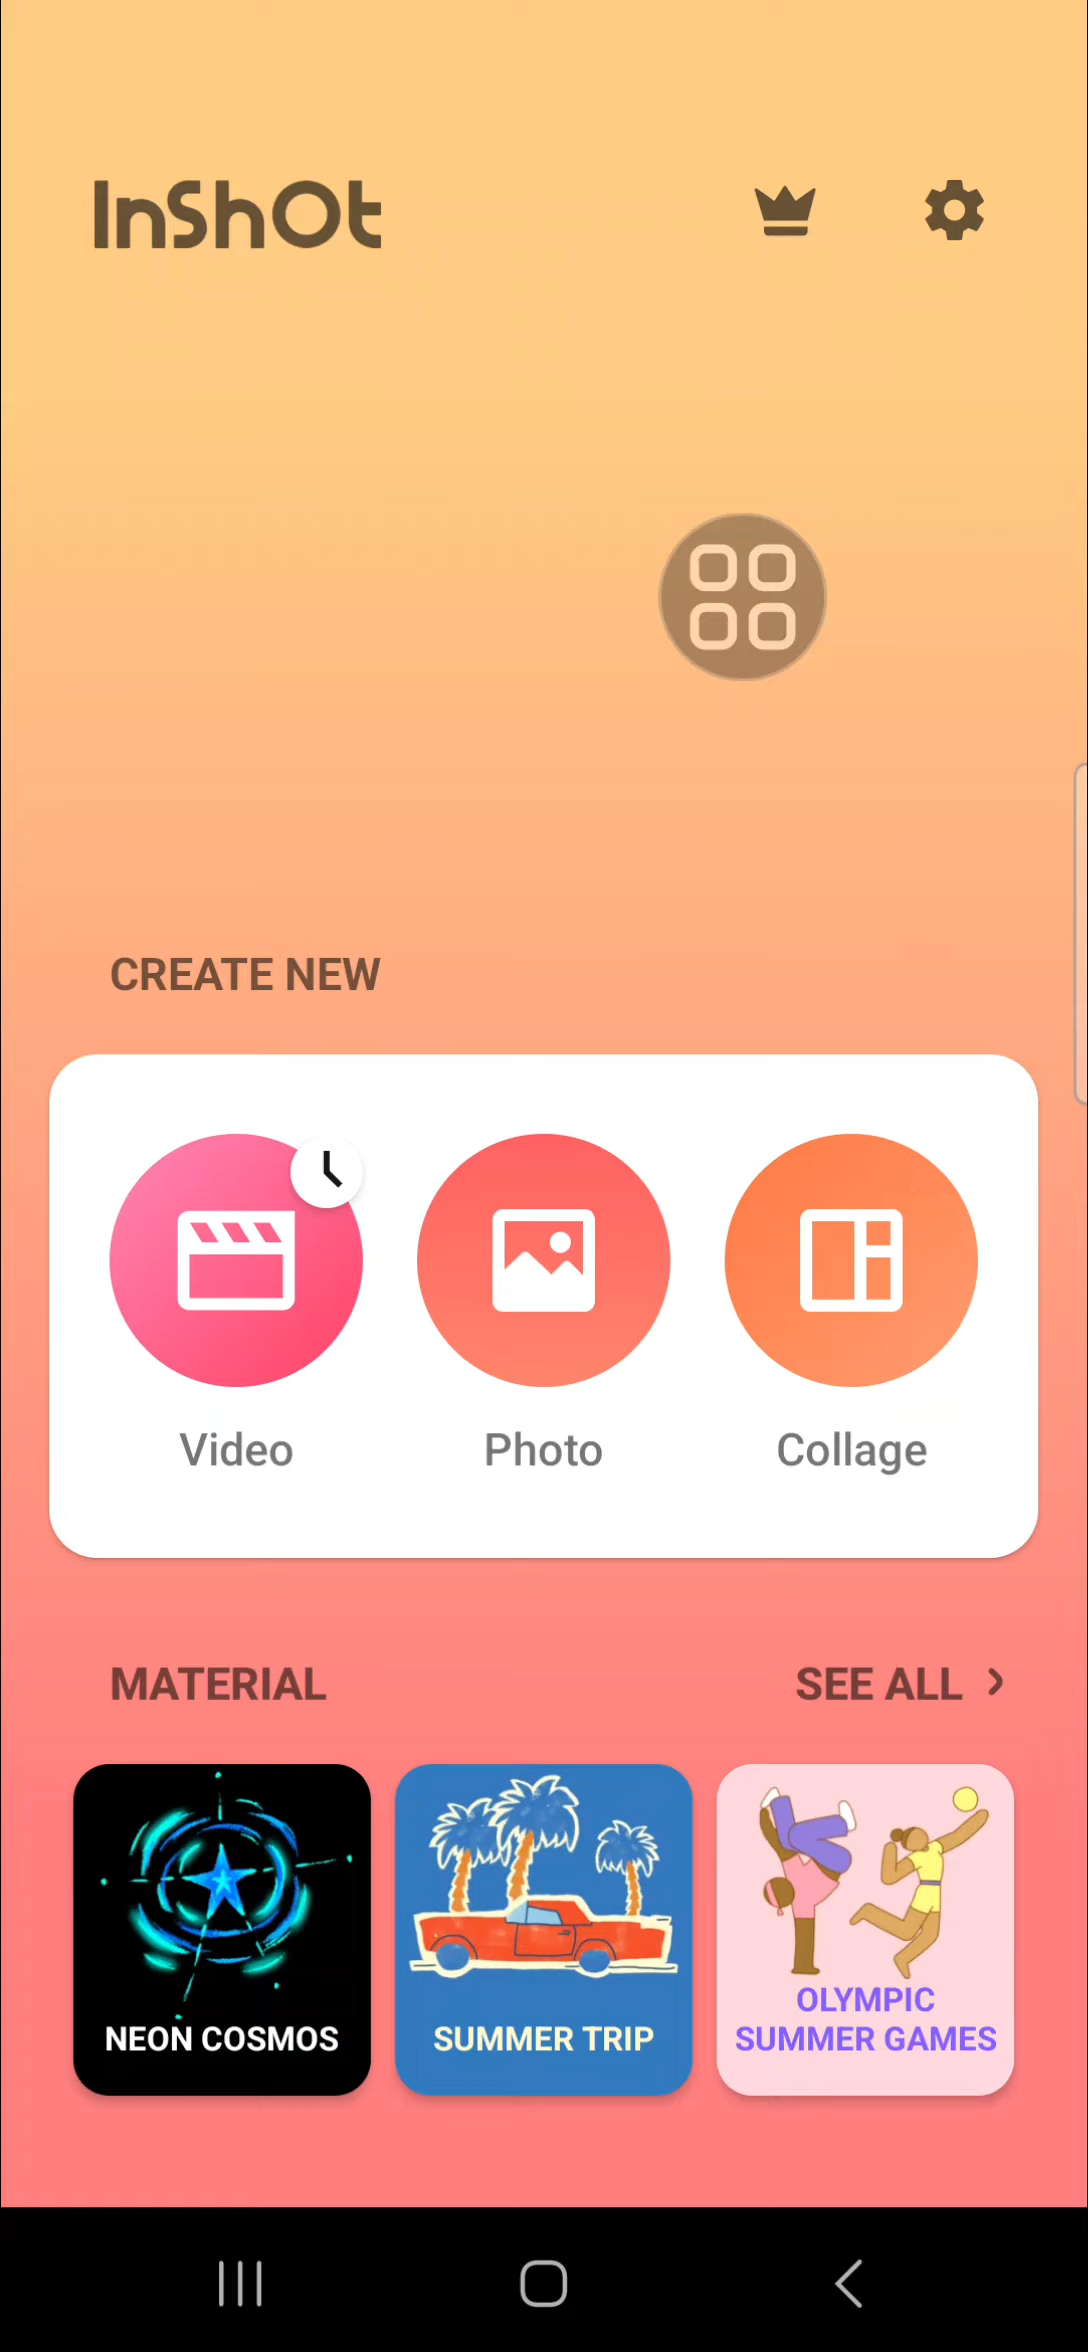 InShOt
CREATE NEW
Video
Photo
Collage
MATERIAL
SEE ALL
NEON COSMOS
SUMMER TRIP
OLYMPIC
SUMMER GAMES